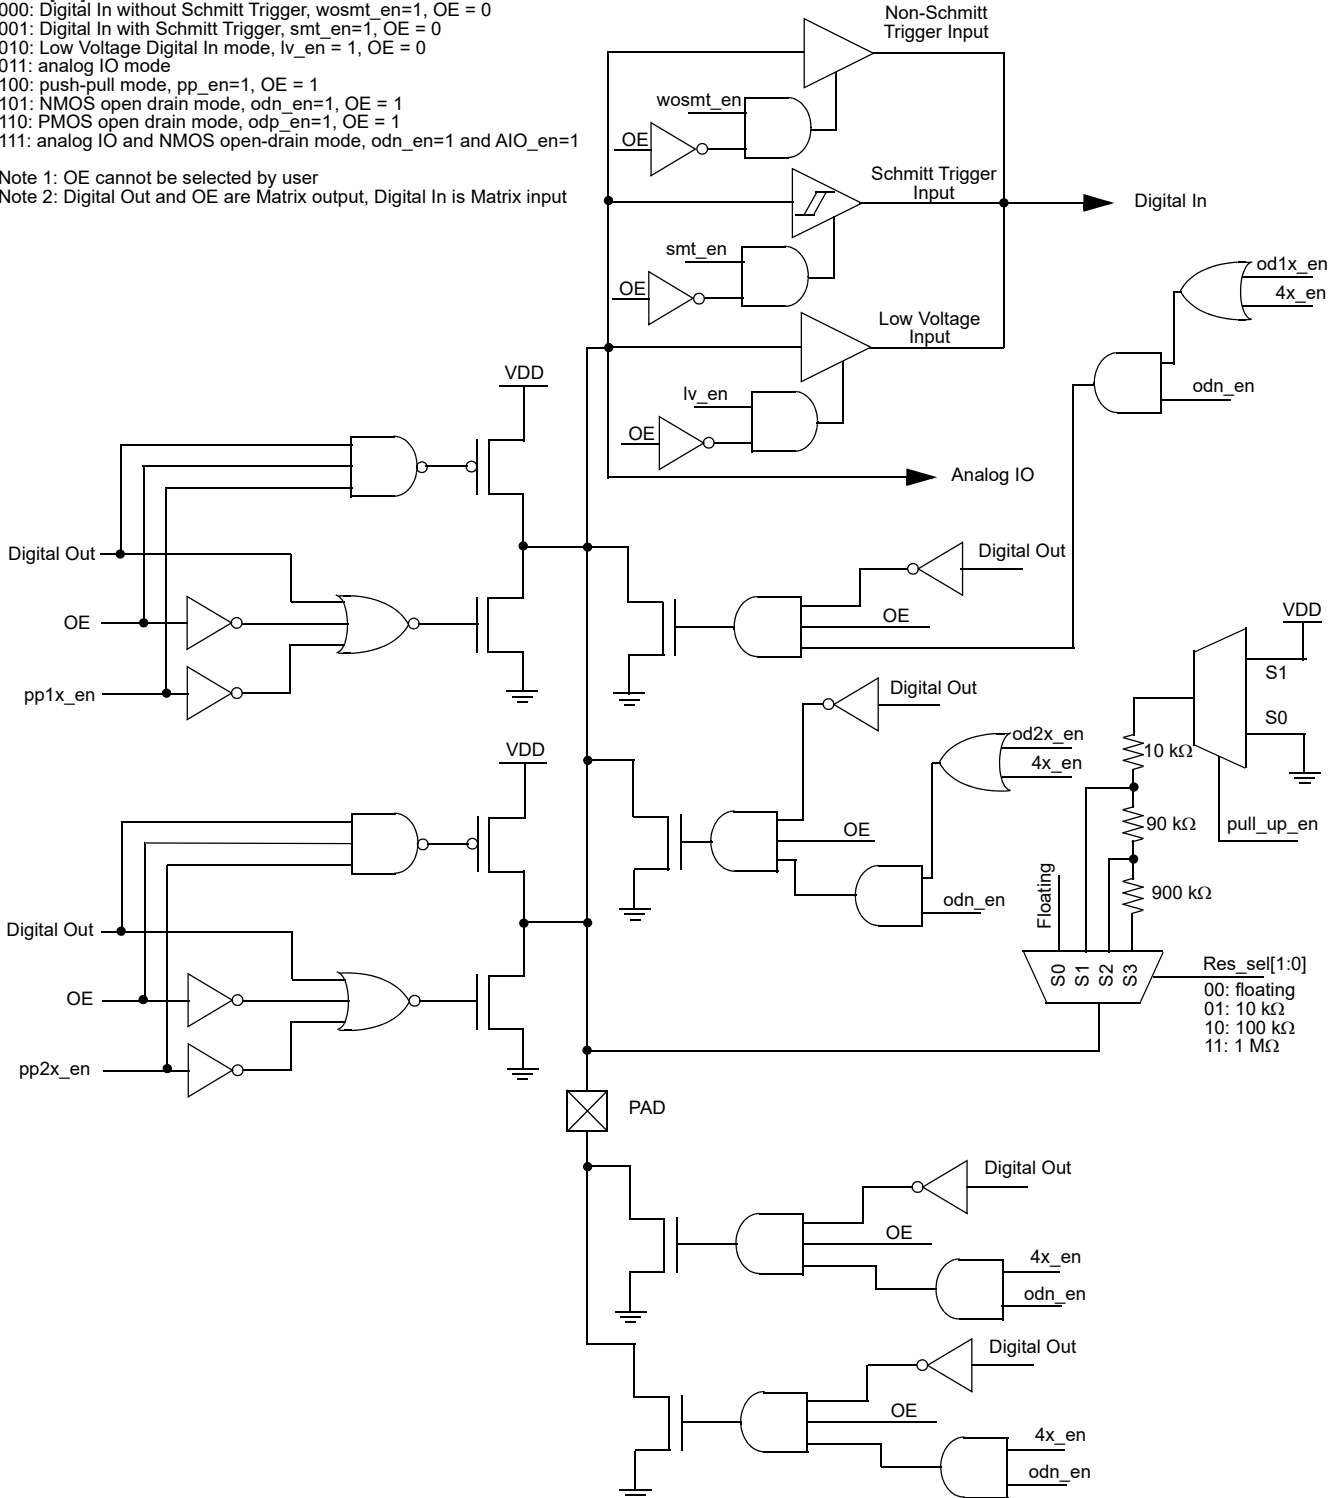 000: Digital In without Schmitt Trigger, wosmt_en=1, OE = 0
001: Digital In with Schmitt Trigger, smt_en=1, OE = 0
010: Low Voltage Digital In mode, lv_en = 1, OE = 0
011: analog IO mode
100: push-pull mode, pp_en=1, OE = 1
101: NMOS open drain mode, odn_en=1, OE = 1
110: PMOS open drain mode, odp_en=1, OE = 1
111: analog IO and NMOS open-drain mode, odn_en=1 and AIO_en=1
Note 1: OE cannot be selected by user
Note 2: Digital Out and OE are Matrix output, Digital In is Matrix input
Non-Schmitt
Trigger Input
wosmt_en
OE
Schmitt Trigger
Input
Digital In
smt_en
OE
Low Voltage
Input
lv_en
OE
Analog IO
od1x_en
4x_en
odn_en
VDD
Digital Out
OE
pp1x_en
Digital Out
OE
VDD
S1
S0
pull_up_en
10 kΩ
90 kΩ
900 kΩ
Floating
S0
S1
S2
S3
Res_sel[1:0]
00: floating
01: 10 kΩ
10: 100 kΩ
11: 1 MΩ
Digital Out
od2x_en
4x_en
OE
odn_en
VDD
Digital Out
OE
pp2x_en
PAD
Digital Out
OE
4x_en
odn_en
Digital Out
OE
4x_en
odn_en